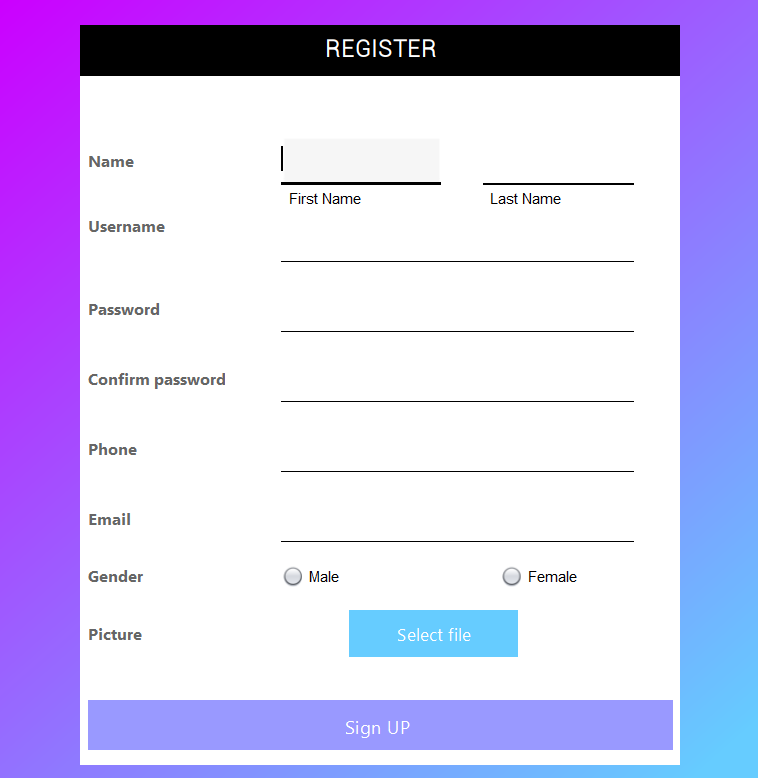 REGISTER
Name
First Name Last Name
Username
Password
Confirm password
Phone
Email
Gender Male Female
Picture Select file
Sign UP